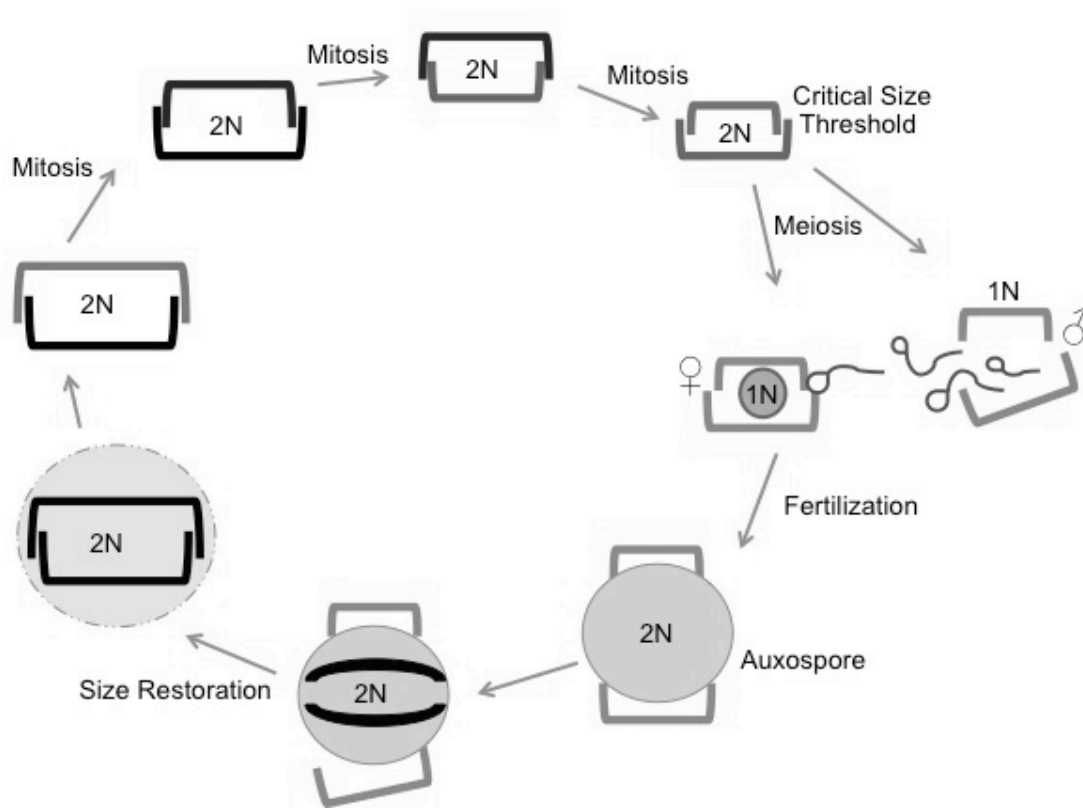 Mitosis
2N
Mitosis
2N
Critical Size
Threshold
2N
Mitosis
2N
Meiosis
1N
♂
♀
1N
Fertilization
2N
2N
Auxospore
2N
Size Restoration